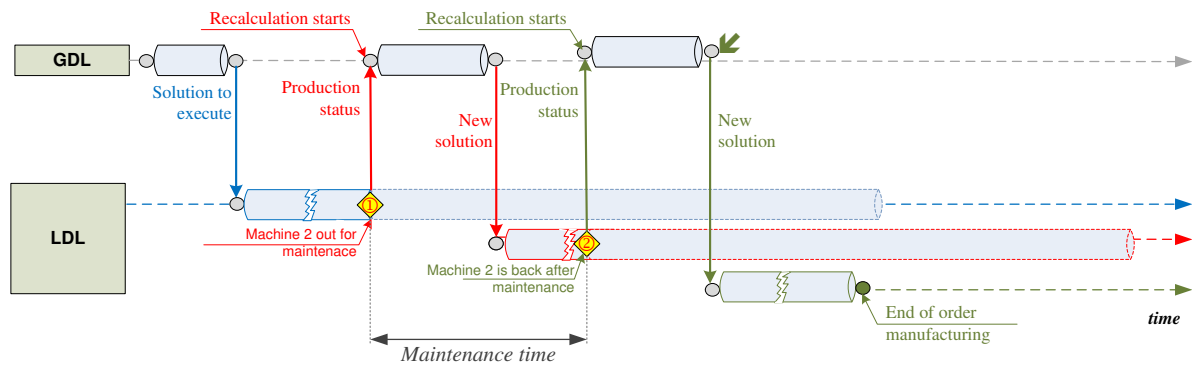 Recalculation starts
Recalculation starts
GDL
Solution to
execute
Production
status
New
solution
Production
status
New
solution
LDL
①
Machine 2 out for
maintenace
②
Machine 2 is back after
maintenance
End of order
manufacturing
time
Maintenance time